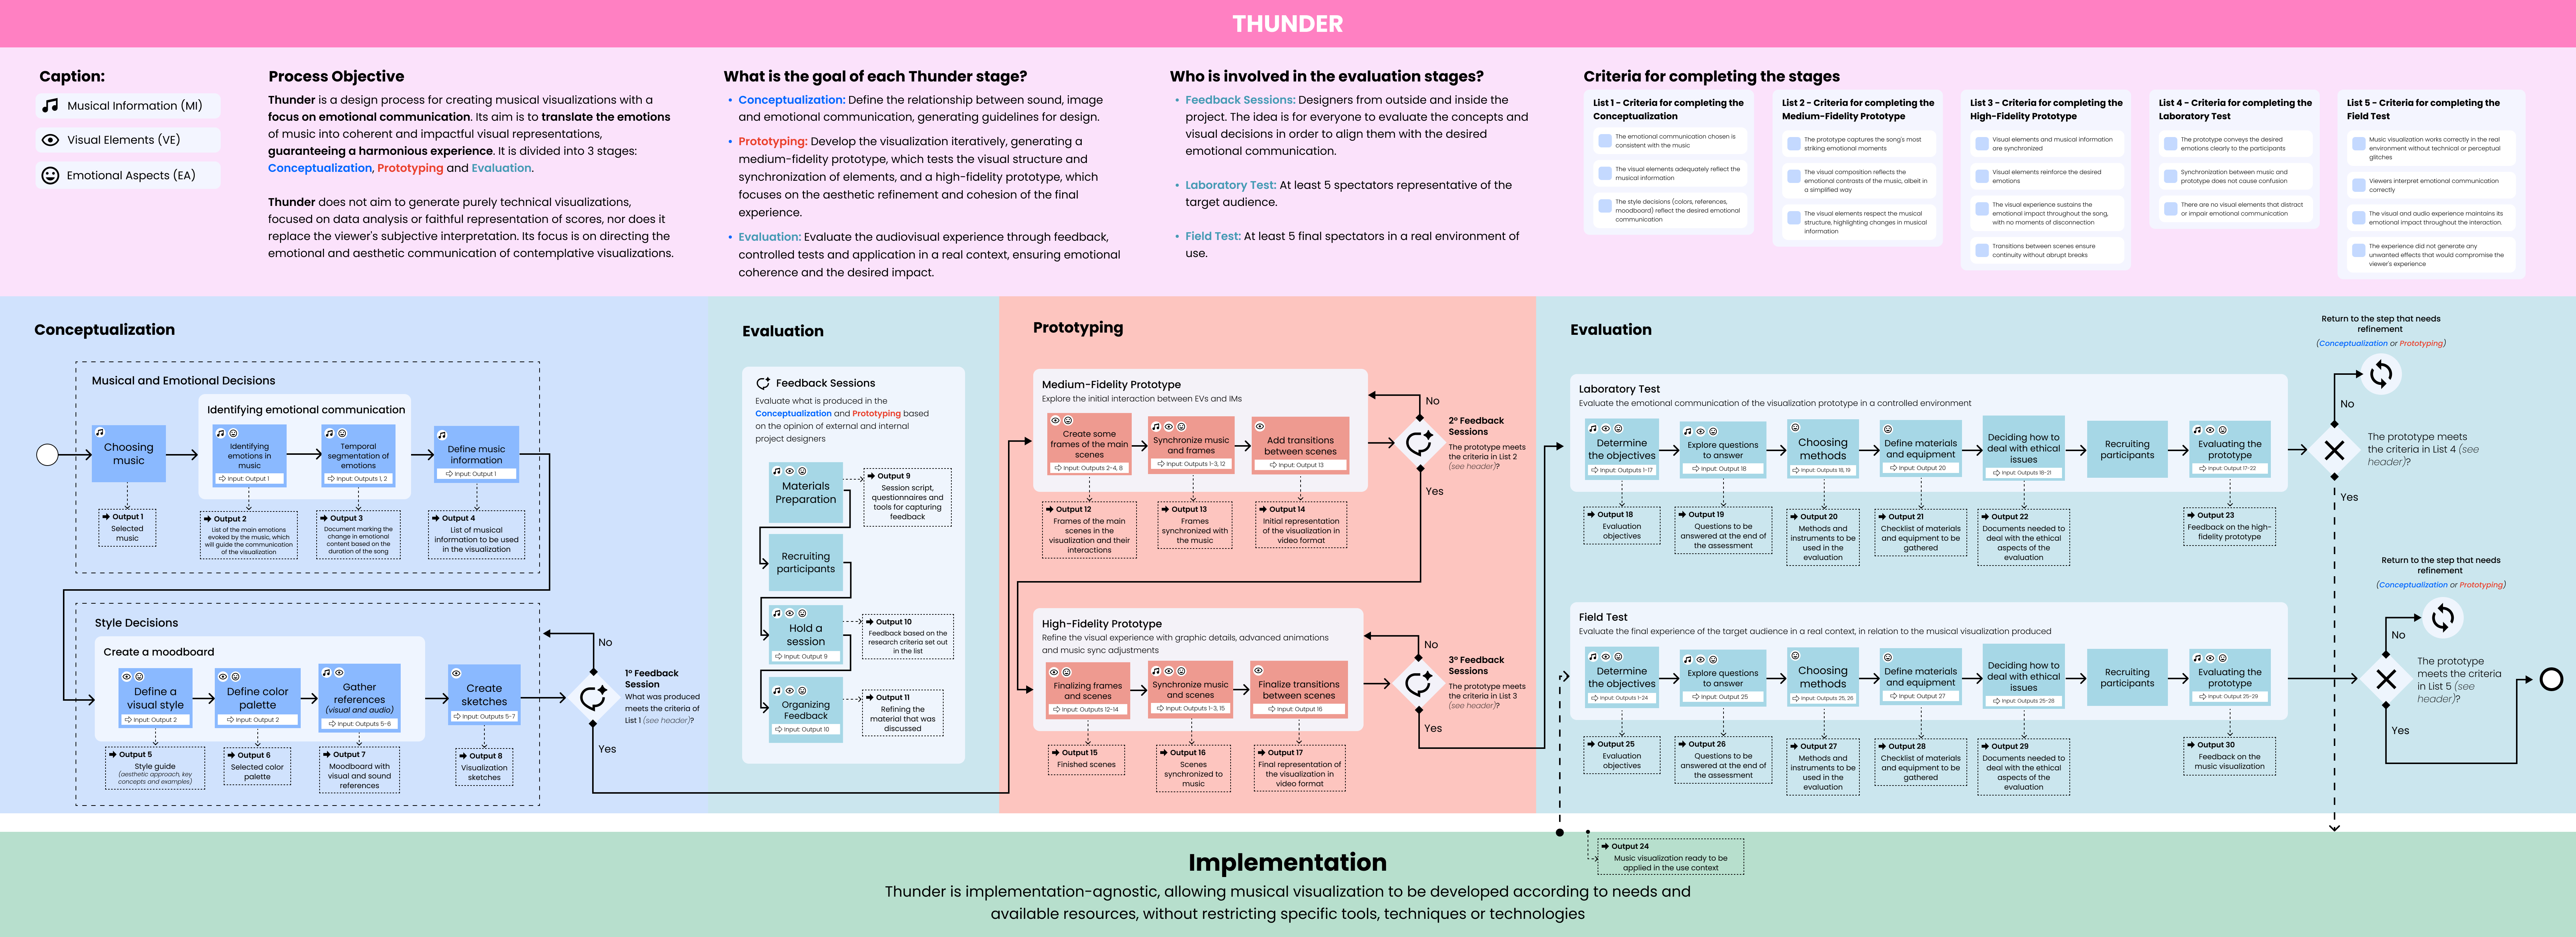 THUNDER
Caption:
Musical Information (MI)
Visual Elements (VE)
Emotional Aspects (EA)
Process Objective
Thunder is a design process for creating musical visualizations with a
focus on emotional communication. Its aim is to translate the emotions
of music into coherent and impactful visual representations,
guaranteeing a harmonious experience. It is divided into 3 stages:
Conceptualization, Prototyping and Evaluation.
Thunder does not aim to generate purely technical visualizations,
focused on data analysis or faithful representation of scores, nor does it
replace the viewer's subjective interpretation. Its focus is on directing the
emotional and aesthetic communication of contemplative visualizations.
What is the goal of each Thunder stage?
• Conceptualization: Define the relationship between sound, image
and emotional communication, generating guidelines for design.
• Prototyping: Develop the visualization iteratively, generating a
medium-fidelity prototype, which tests the visual structure and
synchronization of elements, and a high-fidelity prototype, which
focuses on the aesthetic refinement and cohesion of the final
experience.
• Evaluation: Evaluate the audiovisual experience through feedback,
controlled tests and application in a real context, ensuring emotional
coherence and the desired impact.
Who is involved in the evaluation stages?
• Feedback Sessions: Designers from outside and inside the
project. The idea is for everyone to evaluate the concepts and
visual decisions in order to align them with the desired
emotional communication.
• Laboratory Test: At least 5 spectators representative of the
target audience.
• Field Test: At least 5 final spectators in a real environment of
use.
Criteria for completing the stages
List 1 - Criteria for completing the
Conceptualization
The emotional communication chosen is
consistent with the music
The visual elements adequately reflect the
musical information
The style decisions (colors, references,
moodboard) reflect the desired emotional
communication
List 2 - Criteria for completing the
Medium-Fidelity Prototype
The prototype captures the song's most
striking emotional moments
The visual composition reflects the
emotional contrasts of the music, albeit in
a simplified way
The visual elements respect the musical
structure, highlighting changes in musical
information
List 3 - Criteria for completing the
High-Fidelity Prototype
Visual elements and musical information
are synchronized
Visual elements reinforce the desired
emotions
The visual experience sustains the
emotional impact throughout the song,
with no moments of disconnection
Transitions between scenes ensure
continuity without abrupt breaks
List 4 - Criteria for completing the
Laboratory Test
The prototype conveys the desired
emotions clearly to the participants
Synchronization between music and
prototype does not cause confusion
There are no visual elements that distract
or impair emotional communication
List 5 - Criteria for completing the
Field Test
Music visualization works correctly in the real
environment without technical or perceptual
glitches
Viewers interpret emotional communication
correctly
The visual and audio experience maintains its
emotional impact throughout the interaction.
The experience did not generate any
unwanted effects that would compromise the
viewer's experience
Conceptualization
Musical and Emotional Decisions
Identifying emotional communication
Choosing
music
Identifying
emotions in
music
Input: Output 1
Temporal
segmentation of
emotions
Input: Outputs 1, 2
Define music
information
Input: Output 1
Output 1
Selected
music
Output 2
List of the main emotions
evoked by the music, which
will guide the communication
of the visualization
Output 3
Document marking the
change in emotional
content based on the
duration of the song
Output 4
List of musical
information to be used
in the visualization
Style Decisions
Create a moodboard
Define a
visual style
Input: Output 2
Define color
palette
Input: Output 2
Gather
references
(visual and audio)
Input: Outputs 5-6
Create
sketches
Input: Outputs 5-7
Output 5
Style guide
(aesthetic approach, key
concepts and examples)
Output 6
Selected color
palette
Output 7
Moodboard with
visual and sound
references
Output 8
Visualization
sketches
No
Yes
1º Feedback
Session
What was produced
meets the criteria of
List 1 (see header)?
Evaluation
Feedback Sessions
Evaluate what is produced in the
Conceptualization and Prototyping based
on the opinion of external and internal
project designers
Materials
Preparation
Output 9
Session script,
questionnaires and
tools for capturing
feedback
Recruiting
participants
Hold a
session
Input: Output 9
Output 10
Feedback based on the
research criteria set out
in the list
Organizing
Feedback
Input: Output 10
Output 11
Refining the
material that was
discussed
Prototyping
Medium-Fidelity Prototype
Explore the initial interaction between EVs and IMs
Create some
frames of the main
scenes
Input: Outputs 2-4, 8
Synchronize music
and frames
Input: Outputs 1-3, 12
Add transitions
between scenes
Input: Output 13
Output 12
Frames of the main
scenes in the
visualization and their
interactions
Output 13
Frames
synchronized with
the music
Output 14
Initial representation
of the visualization in
video format
No
Yes
2º Feedback
Sessions
The prototype meets
the criteria in List 2
(see header)?
High-Fidelity Prototype
Refine the visual experience with graphic details, advanced animations
and music sync adjustments
Finalizing frames
and scenes
Input: Outputs 12-14
Synchronize music
and scenes
Input: Outputs 1-3, 15
Finalize transitions
between scenes
Input: Output 16
Output 15
Finished scenes
Output 16
Scenes
synchronized to
music
Output 17
Final representation of
the visualization in
video format
No
Yes
3º Feedback
Sessions
The prototype meets
the criteria in List 3
(see header)?
Evaluation
Laboratory Test
Evaluate the emotional communication of the visualization prototype in a controlled environment
Determine
the objectives
Input: Outputs 1-17
Explore questions
to answer
Input: Output 18
Choosing
methods
Input: Outputs 18, 19
Define materials
and equipment
Input: Output 20
Deciding how to
deal with ethical
issues
Input: Outputs 18-21
Recruiting
participants
Evaluating the
prototype
Input: Output 17-22
Output 18
Evaluation
objectives
Output 19
Questions to be
answered at the end of
the assessment
Output 20
Methods and
instruments to be
used in the
evaluation
Output 21
Checklist of materials
and equipment to be
gathered
Output 22
Documents needed to
deal with the ethical
aspects of the
evaluation
Output 23
Feedback on the high-
fidelity prototype
Return to the step that needs
refinement
(Conceptualization or Prototyping)
No
The prototype meets
the criteria in List 4 (see
header)?
Yes
Field Test
Evaluate the final experience of the target audience in a real context, in relation to the musical visualization produced
Determine
the objectives
Input: Outputs 1-24
Explore questions
to answer
Input: Output 25
Choosing
methods
Input: Outputs 25, 26
Define materials
and equipment
Input: Output 27
Deciding how to
deal with ethical
issues
Input: Outputs 25-28
Recruiting
participants
Evaluating the
prototype
Input: Output 25-29
Output 25
Evaluation
objectives
Output 26
Questions to be
answered at the end of
the assessment
Output 27
Methods and
instruments to be
used in the
evaluation
Output 28
Checklist of materials
and equipment to be
gathered
Output 29
Documents needed to
deal with the ethical
aspects of the
evaluation
Output 30
Feedback on the
music visualization
Return to the step that needs
refinement
(Conceptualization or Prototyping)
No
The prototype
meets the criteria
in List 5 (see
header)?
Yes
Output 24
Music visualization ready to be
applied in the use context
Implementation
Thunder is implementation-agnostic, allowing musical visualization to be developed according to needs and
available resources, without restricting specific tools, techniques or technologies